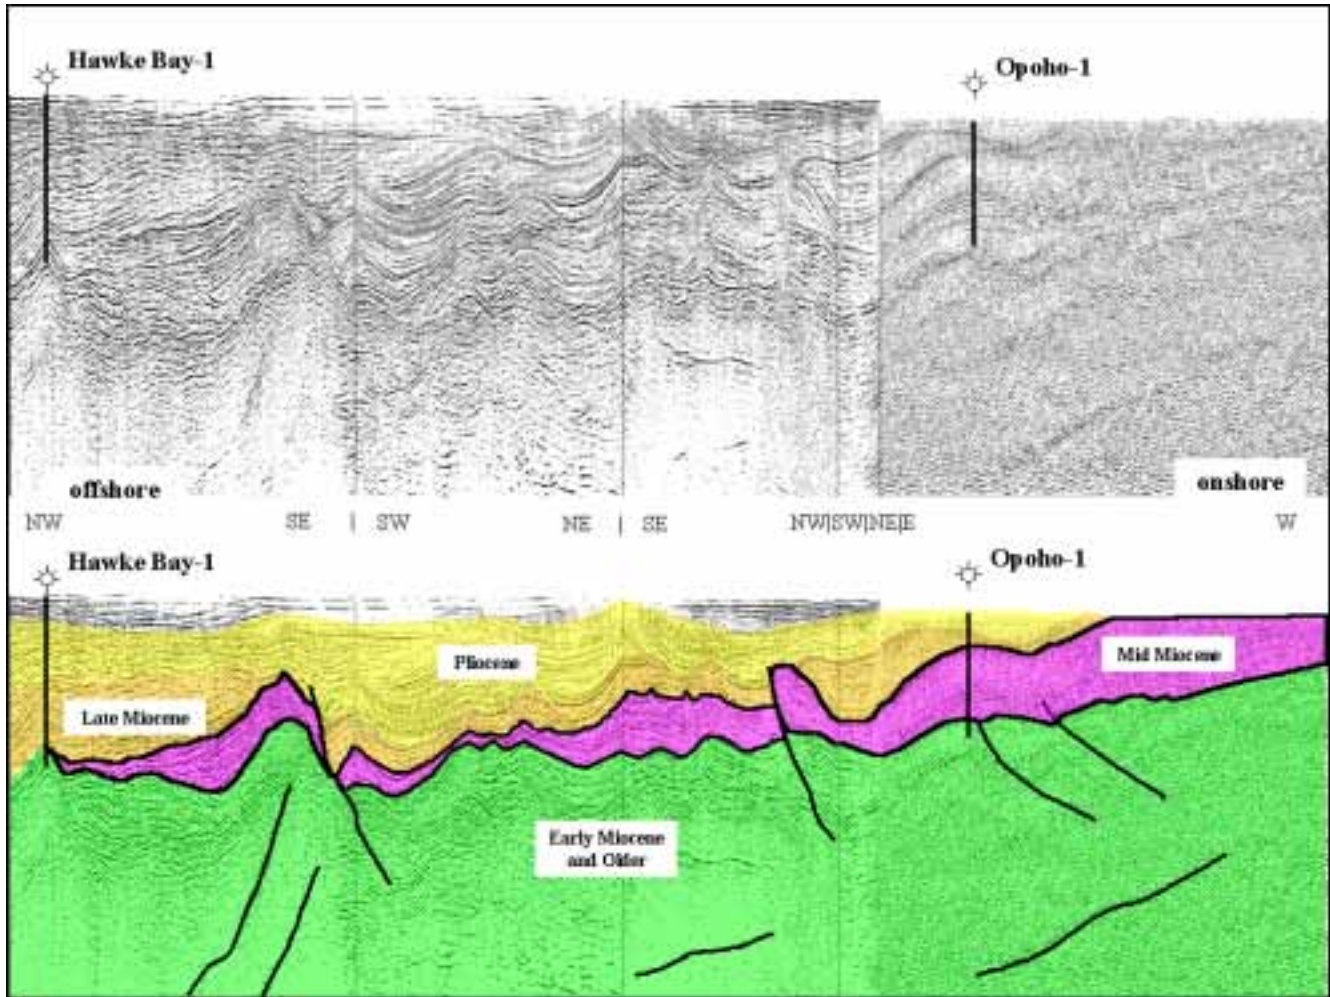 Hawke Bay-1
Opoho-1
offshore
onshore
NW SE | SW NE | SE NW|SW|NE|E W
Hawke Bay-1
Opoho-1
Pliocene
Mid Miocene
Late Miocene
Early Miocene
and Older